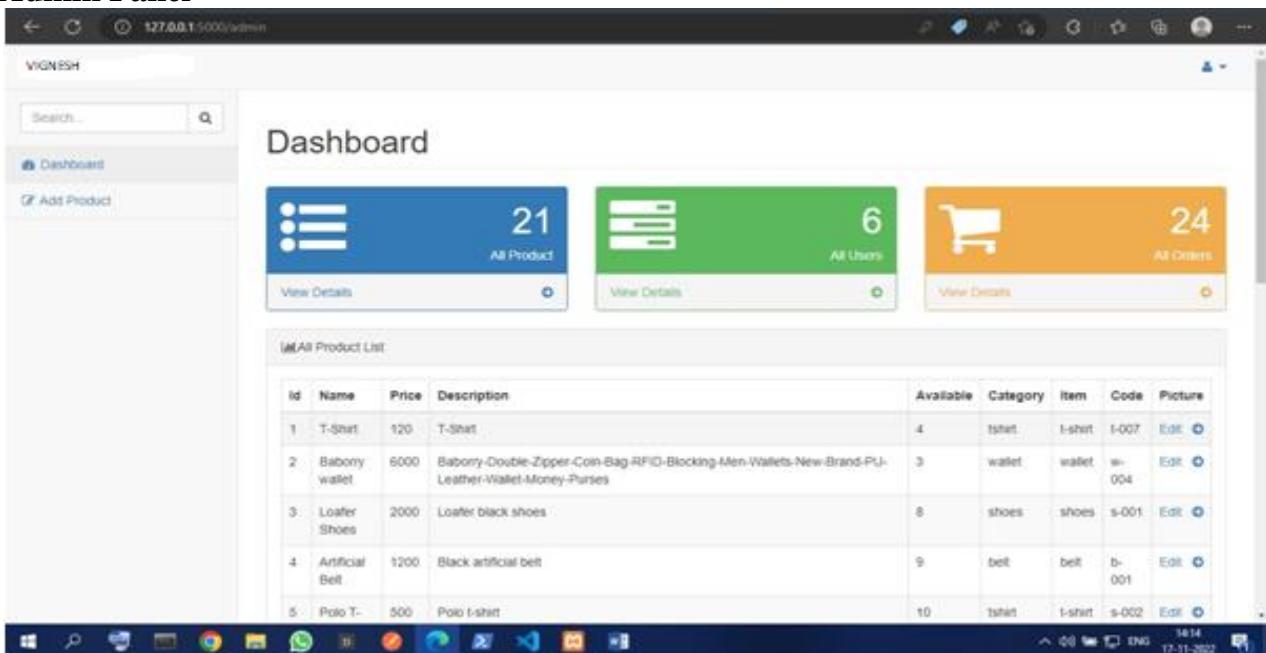 Admin Panel
127.0.0.1:5000/admin
VIGNESH
Search...
Dashboard
Add Product
Dashboard
21
All Product
View Details
6
All Users
View Details
24
All Orders
View Details
All Product List
Id Name Price Description Available Category Item Code Picture
1 T-Shirt 120 T-Shirt 4 tshirt t-shirt t-007 Edit
2 Baborry wallet 6000 Baborry-Double-Zipper-Coin-Bag-RFID-Blocking-Men-Wallets-New-Brand-PU-Leather-Wallet-Money-Purses 3 wallet wallet w-004 Edit
3 Loafer Shoes 2000 Loafer black shoes 8 shoes shoes s-001 Edit
4 Artificial Belt 1200 Black artificial belt 9 belt belt b-001 Edit
5 Polo T- 500 Polo t-shirt 10 tshirt t-shirt s-002 Edit
ENG
14:14
17-11-2022